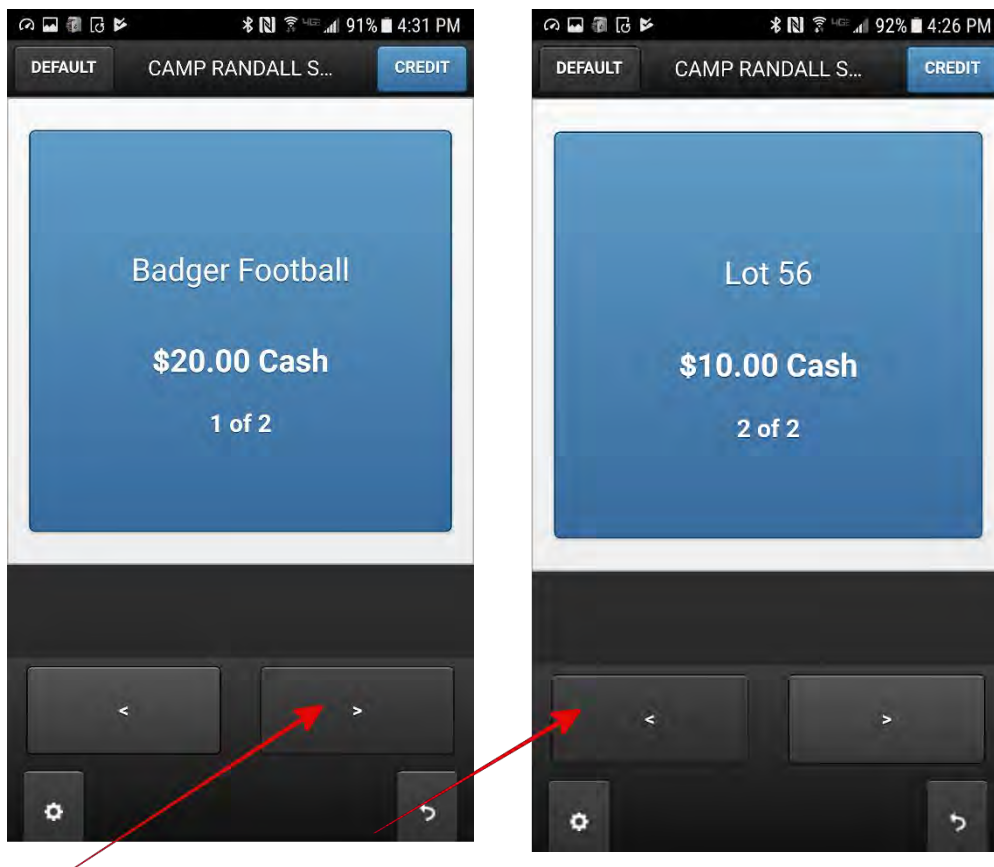 4GE 91% 4:31 PM
DEFAULT CAMP RANDALL S... CREDIT
Badger Football
$20.00 Cash
1 of 2
< >
92% 4:26 PM
DEFAULT CAMP RANDALL S... CREDIT
Lot 56
$10.00 Cash
2 of 2
< >